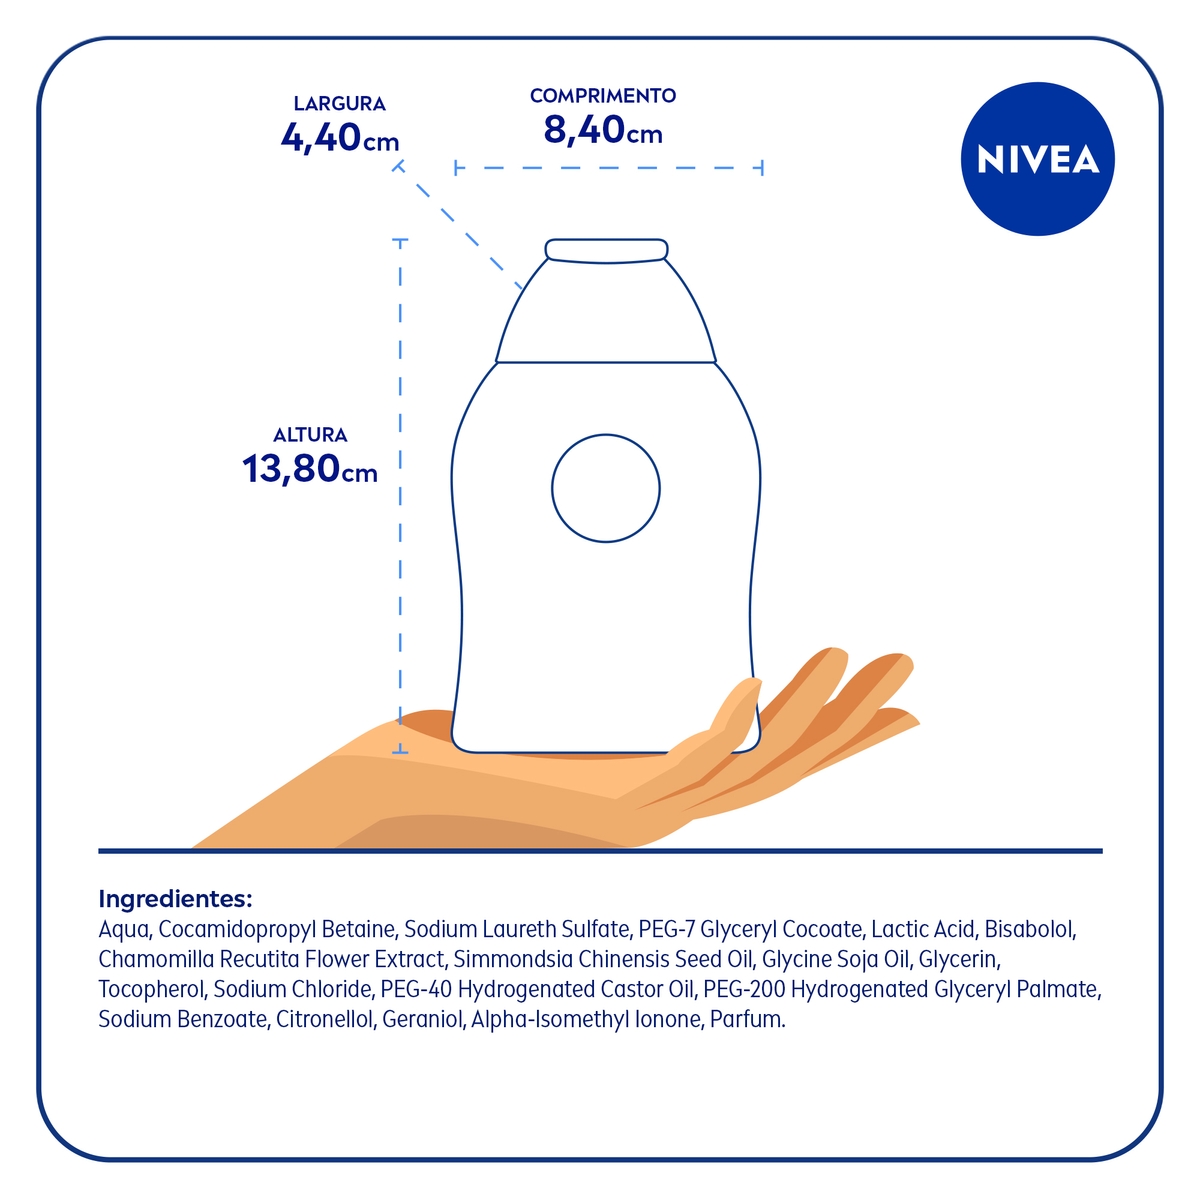 LARGURA
4,40cm
COMPRIMENTO
8,40cm
NIVEA
ALTURA
13,80cm
Ingredientes:
Aqua, Cocamidopropyl Betaine, Sodium Laureth Sulfate, PEG-7 Glyceryl Cocoate, Lactic Acid, Bisabolol,
Chamomilla Recutita Flower Extract, Simmondsia Chinensis Seed Oil, Glycine Soja Oil, Glycerin,
Tocopherol, Sodium Chloride, PEG-40 Hydrogenated Castor Oil, PEG-200 Hydrogenated Glyceryl Palmate,
Sodium Benzoate, Citronellol, Geraniol, Alpha-Isomethyl Ionone, Parfum.